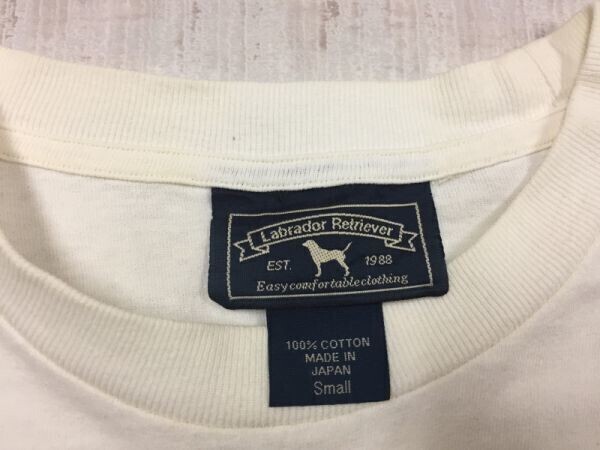 Labrador Retriever
EST. 1988
Easy comfortable clothing
100% COTTON
MADE IN
JAPAN
Small